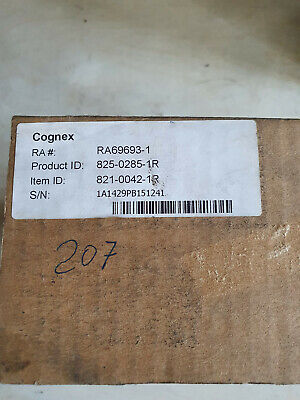 Cognex
RA #: RA69693-1
Product ID: 825-0285-1R
Item ID: 821-0042-1R
S/N: 1A1429PB151241
207